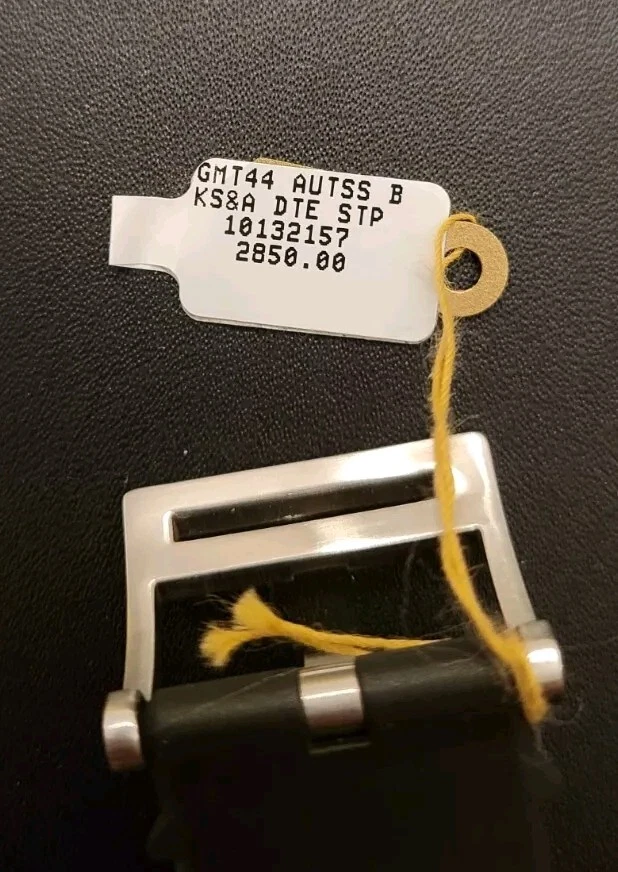 GMT44 AUTSS B
KS&A DTE STP
10132157
2850.00